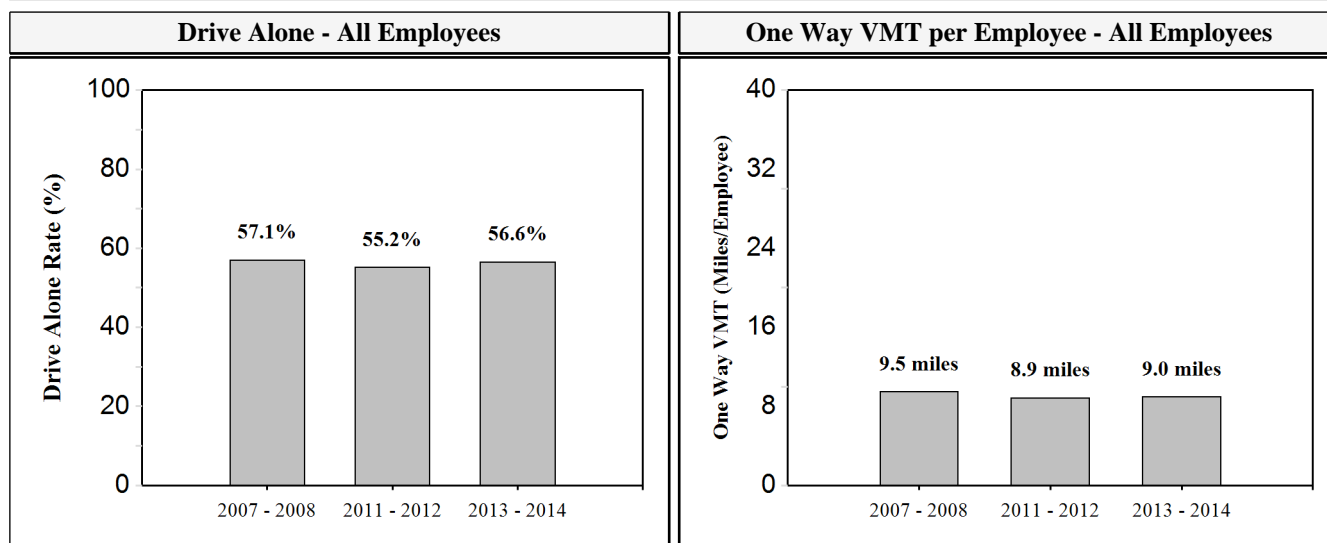 Drive Alone - All Employees
One Way VMT per Employee - All Employees
Drive Alone Rate (%)
100
80
60
40
20
0
57.1%
55.2%
56.6%
2007 - 2008
2011 - 2012
2013 - 2014
One Way VMT (Miles/Employee)
40
32
24
16
8
0
9.5 miles
8.9 miles
9.0 miles
2007 - 2008
2011 - 2012
2013 - 2014